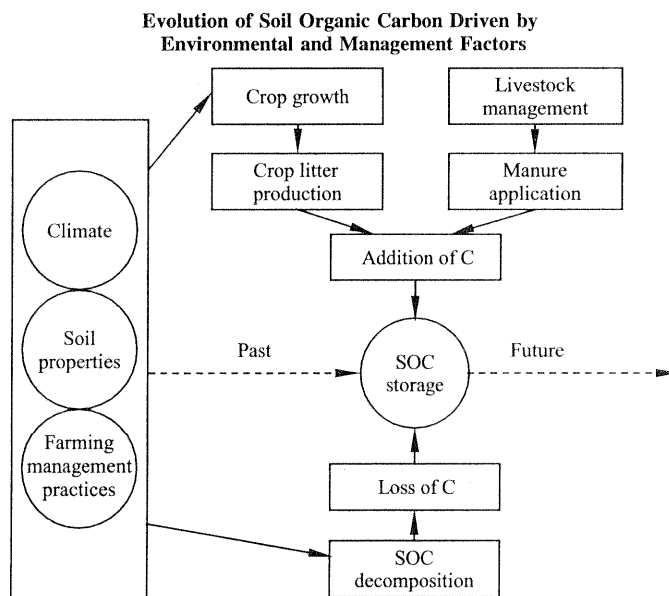 Evolution of Soil Organic Carbon Driven by
Environmental and Management Factors
Crop growth
Livestock
management
Crop litter
production
Manure
application
Climate
Addition of C
Soil
properties
Past
SOC
storage
Future
Farming
management
practices
Loss of C
SOC
decomposition